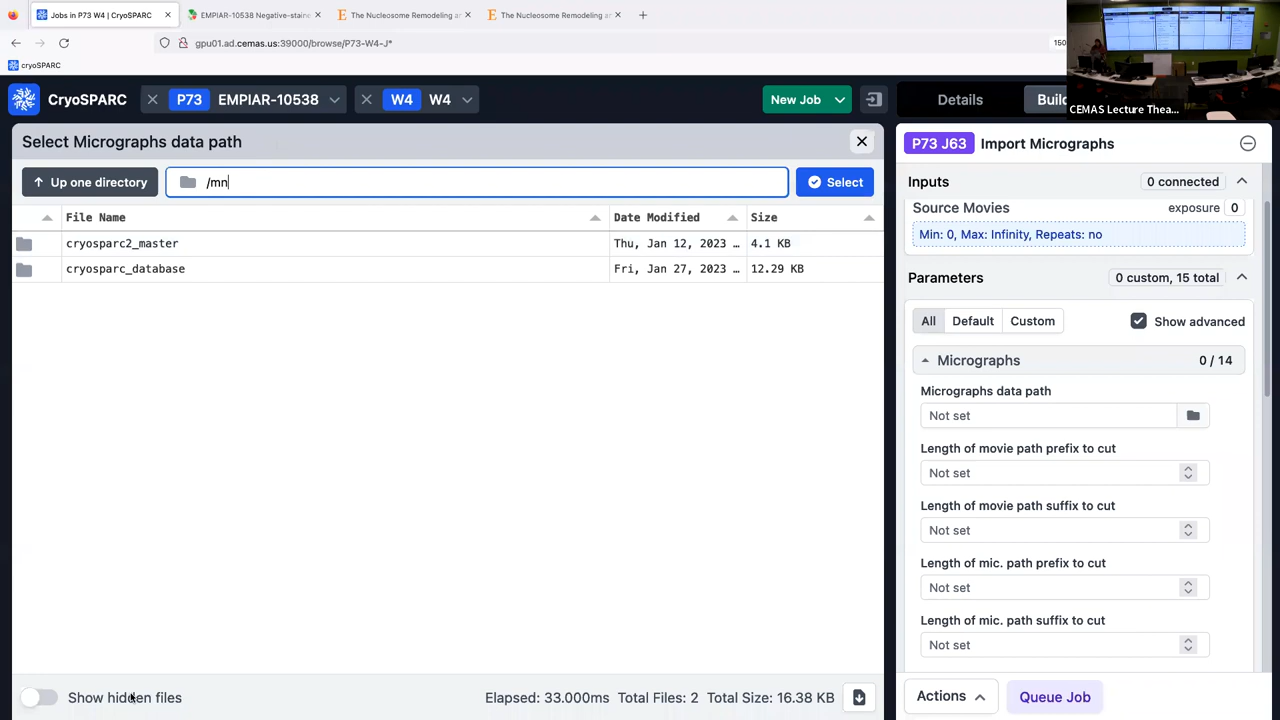 Jobs in P73 W4 | CryoSPARC
EMPIAR-10538 Negative-staine
The Nucleosome Remodeling an
The Nucleosome Remodeling an
gpu01.ad.cemas.us:39000/browse/P73-W4-J*
150
cryoSPARC
CEMAS Lecture Thea...
CryoSPARC
P73 EMPIAR-10538
W4 W4
New Job
Details
Build
Select Micrographs data path
Up one directory
/mn
Select
File Name
Date Modified
Size
cryosparc2_master
Thu, Jan 12, 2023 …
4.1 KB
cryosparc_database
Fri, Jan 27, 2023 …
12.29 KB
Show hidden files
Elapsed: 33.000ms Total Files: 2 Total Size: 16.38 KB
P73 J63 Import Micrographs
Inputs
0 connected
Source Movies
exposure 0
Min: 0, Max: Infinity, Repeats: no
Parameters
0 custom, 15 total
All
Default
Custom
Show advanced
Micrographs
0 / 14
Micrographs data path
Not set
Length of movie path prefix to cut
Not set
Length of movie path suffix to cut
Not set
Length of mic. path prefix to cut
Not set
Length of mic. path suffix to cut
Not set
Actions
Queue Job